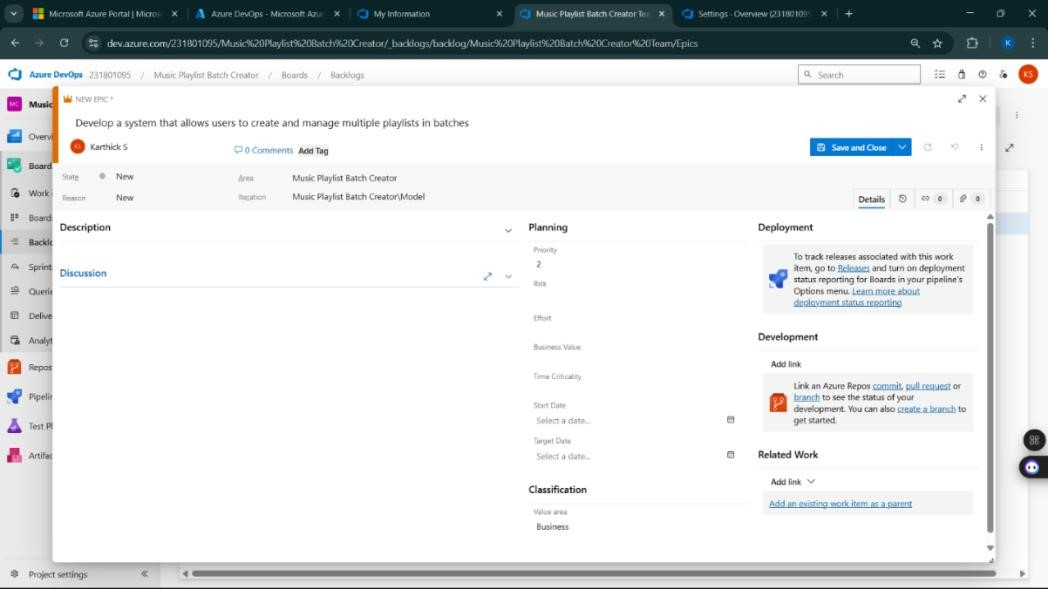 Microsoft Azure Portal | Micros
Azure DevOps - Microsoft Azur
My Information
Music Playlist Batch Creator Tea
Settings - Overview (231801095
dev.azure.com/231801095/Music%20Playlist%20Batch%20Creator/_backlogs/backlog/Music%20Playlist%20Batch%20Creator%20Team/Epics
K
Azure DevOps 231801095 / Music Playlist Batch Creator / Boards / Backlogs
Search
KS
MC Music
Overv
Board
Work i
Board
Backlo
Sprint
Querie
Delive
Analyt
Repos
Pipelin
Test Pl
Artifac
Project settings
NEW EPIC *
Develop a system that allows users to create and manage multiple playlists in batches
KS Karthick S
0 Comments Add Tag
Save and Close
State New
Area Music Playlist Batch Creator
Reason New
Iteration Music Playlist Batch Creator\Model
Details 0 0
Description
Discussion
Planning
Priority
2
Risk
Effort
Business Value
Time Criticality
Start Date
Select a date...
Target Date
Select a date...
Classification
Value area
Business
Deployment
To track releases associated with this work
item, go to Releases and turn on deployment
status reporting for Boards in your pipeline's
Options menu. Learn more about
deployment status reporting
Development
Add link
Link an Azure Repos commit, pull request or
branch to see the status of your
development. You can also create a branch to
get started.
Related Work
Add link
Add an existing work item as a parent